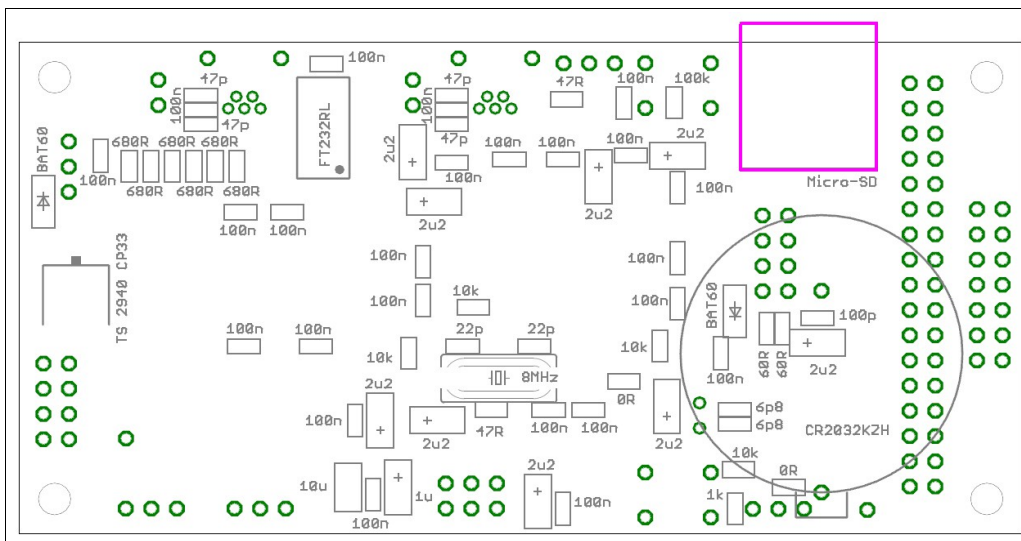 100n
47p
100n
47p
FT232RL
BAT60
680R 680R 680R
680R 680R 680R
100n
100n 100n
47p
100n
47p
2u2
100n
2u2
47R
100n
100k
100n
100n
100n
2u2
2u2
100n
Micro-SD
TS 2940 CP33
100n
100n
100n
100n
10k
100n
100n
10k
22p
22p
8MHz
10k
BAT60
100p
60R
60R
2u2
100n
0R
2u2
100n
2u2
47R
100n
100n
2u2
6p8
6p8
CR2032KZH
10k
0R
1k
10u
100n
1u
2u2
100n